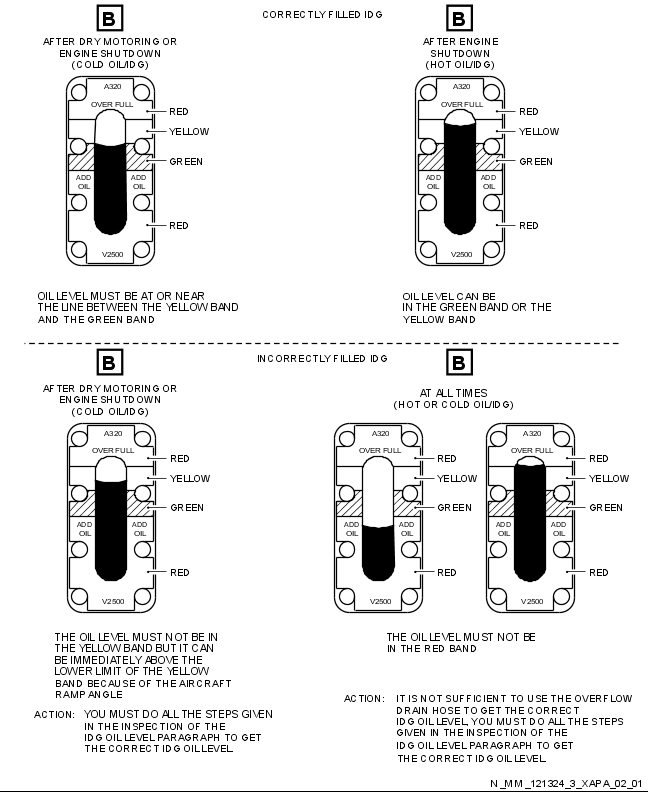 CORRECTLY FILLED IDG
B
AFTER DRY MOTORING OR
ENGINE SHUTDOWN
(COLD OIL/IDG)
A320
OVER FULL
RED
YELLOW
GREEN
ADD
OIL
ADD
OIL
RED
V2500
OIL LEVEL MUST BE AT OR NEAR
THE LINE BETWEEN THE YELLOW BAND
AND THE GREEN BAND
B
AFTER ENGINE
SHUTDOWN
(HOT OIL/IDG)
A320
OVER FULL
RED
YELLOW
GREEN
ADD
OIL
ADD
OIL
RED
V2500
OIL LEVEL CAN BE
IN THE GREEN BAND OR THE
YELLOW BAND
INCORRECTLY FILLED IDG
B
AFTER DRY MOTORING OR
ENGINE SHUTDOWN
(COLD OIL/IDG)
A320
OVER FULL
RED
YELLOW
GREEN
ADD
OIL
ADD
OIL
RED
V2500
THE OIL LEVEL MUST NOT BE IN
THE YELLOW BAND BUT IT CAN
BE IMMEDIATELY ABOVE THE
LOWER LIMIT OF THE YELLOW
BAND BECAUSE OF THE AIRCRAFT
RAMP ANGLE
ACTION: YOU MUST DO ALL THE STEPS GIVEN
IN THE INSPECTION OF THE
IDG OIL LEVEL PARAGRAPH TO GET
THE CORRECT IDG OIL LEVEL.
B
AT ALL TIMES
(HOT OR COLD OIL/IDG)
A320
OVER FULL
RED
YELLOW
GREEN
ADD
OIL
ADD
OIL
RED
V2500
A320
OVER FULL
RED
YELLOW
GREEN
ADD
OIL
ADD
OIL
RED
V2500
THE OIL LEVEL MUST NOT BE
IN THE RED BAND
ACTION: IT IS NOT SUFFICIENT TO USE THE OVERFLOW
DRAIN HOSE TO GET THE CORRECT
IDG OIL LEVEL, YOU MUST DO ALL THE STEPS
GIVEN IN THE INSPECTION OF THE
IDG OIL LEVEL PARAGRAPH TO GET
THE CORRECT IDG OIL LEVEL.
N_MM_121324_3_XAPA_02_01